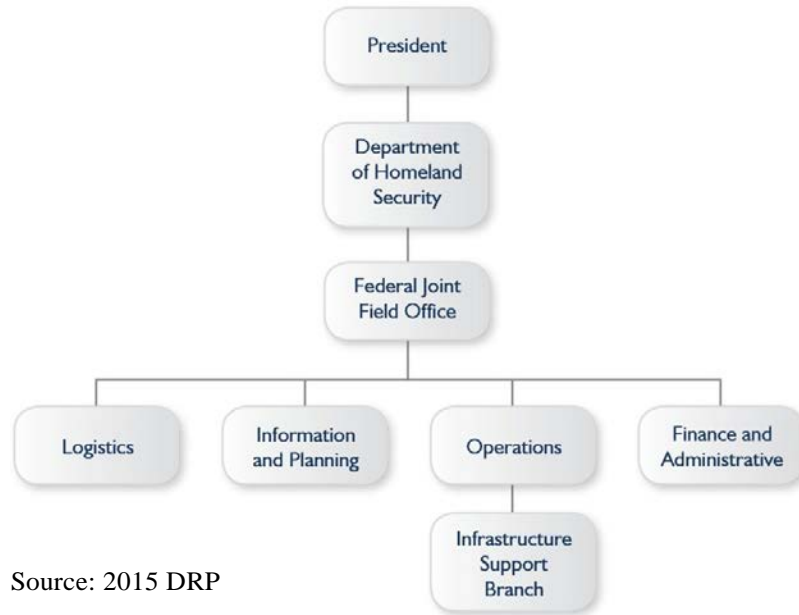 President
Department
of Homeland
Security
Federal Joint
Field Office
Logistics
Information
and Planning
Operations
Finance and
Administrative
Infrastructure
Support
Branch
Source: 2015 DRP